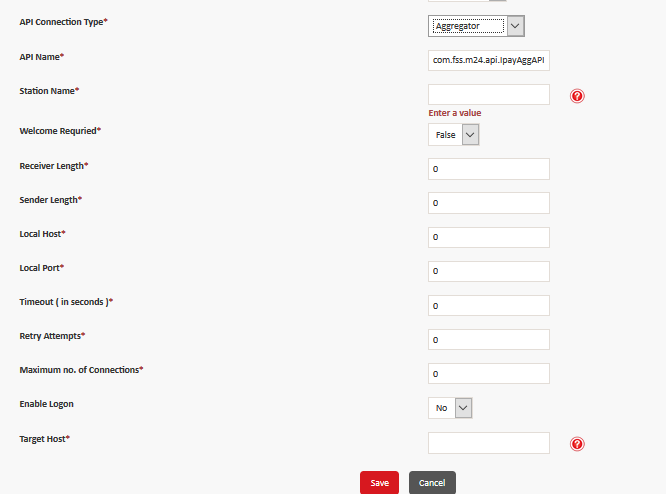 API Connection Type* Aggregator
API Name* com.fss.m24.api.IpayAggAPI
Station Name*
Enter a value
Welcome Requried* False
Receiver Length* 0
Sender Length* 0
Local Host* 0
Local Port* 0
Timeout ( in seconds )* 0
Retry Attempts* 0
Maximum no. of Connections* 0
Enable Logon No
Target Host*
Save Cancel